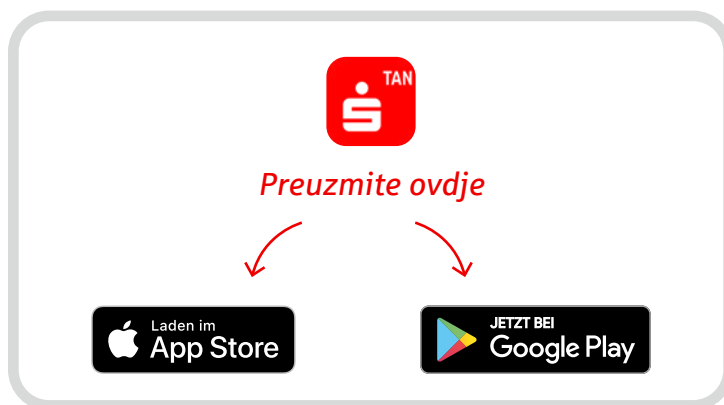 TAN
Preuzmite ovdje
Laden im
App Store
JETZT BEI
Google Play